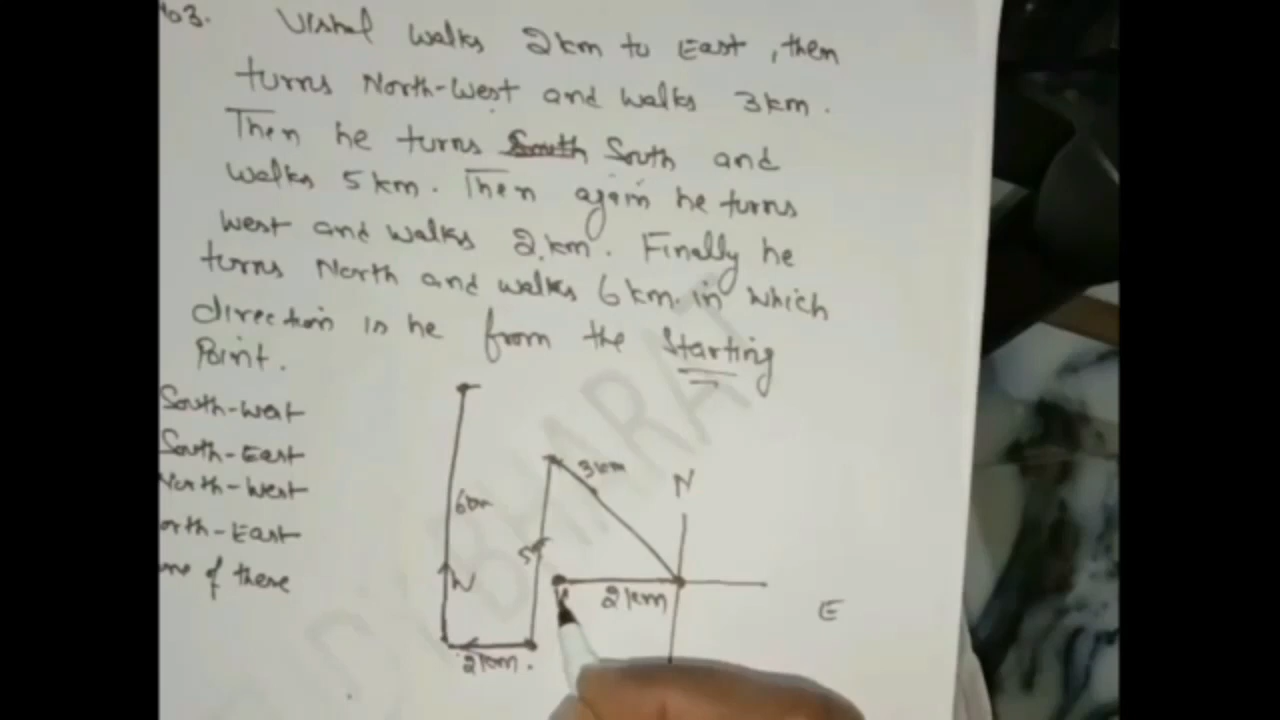 03. Vishal walks 2km to East, then
turns North-West and walks 3km.
Then he turns South and
walks 5km. Then again he turns
west and walks 2km. Finally he
turns North and walks 6km. in which
direction is he from the starting
Point.
South-west
South-East
North-west
orth-East
me of these
3km
N
6km
5
N
2km
E
2km.
BHARAT